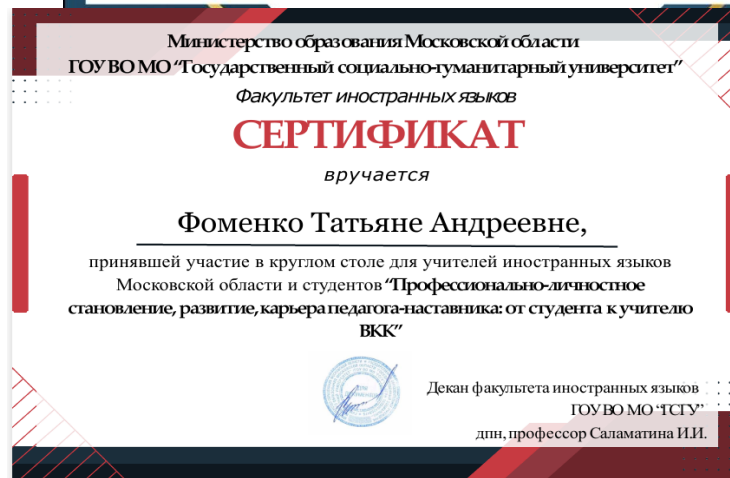 Министерство образования Московской области
ГОУ ВО МО “Государственный социально-гуманитарный университет”
Факультет иностранных языков
СЕРТИФИКАТ
вручается
Фоменко Татьяне Андреевне,
принявшей участие в круглом столе для учителей иностранных языков
Московской области и студентов “Профессионально-личностное
становление, развитие, карьера педагога-наставника: от студента к учителю
ВКК”
Декан факультета иностранных языков
ГОУ ВО МО “ГСГУ”
дпн, профессор Саламатина И.И.